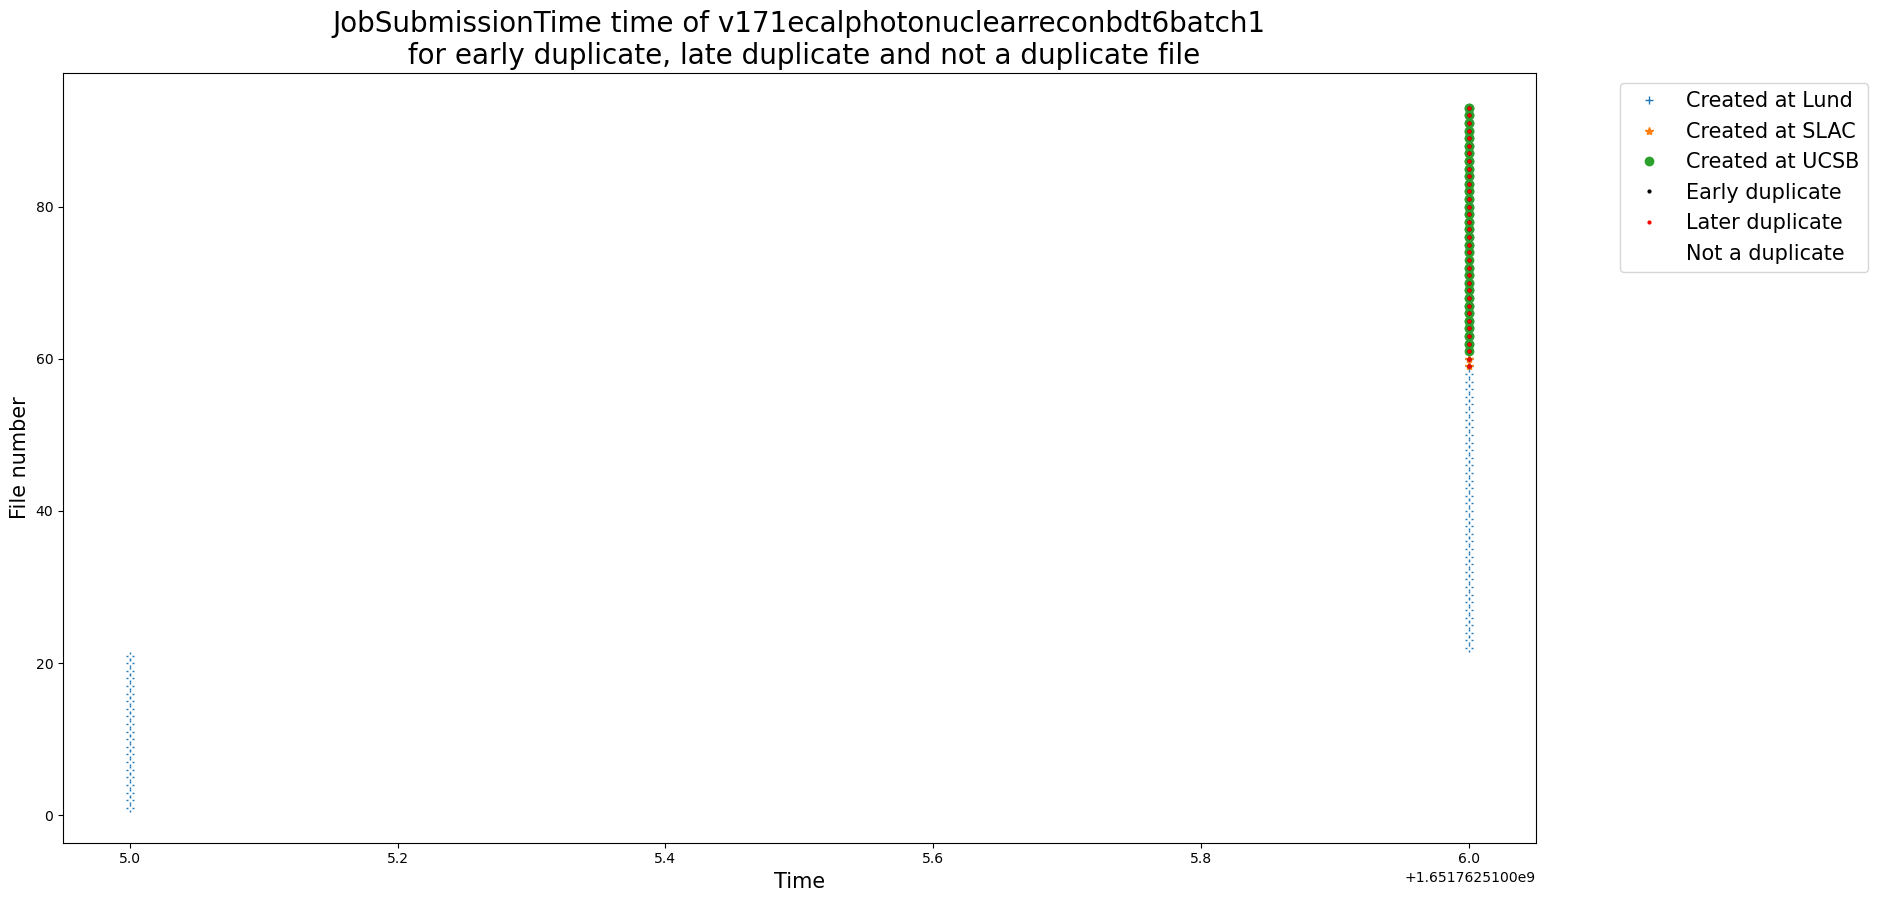 JobSubmissionTime time of v171ecalphotonuclearreconbdt6batch1
for early duplicate, late duplicate and not a duplicate file
Created at Lund
Created at SLAC
Created at UCSB
Early duplicate
Later duplicate
Not a duplicate
File number
80
60
40
20
0
5.0
5.2
5.4
5.6
5.8
6.0
Time
+1.6517625100e9